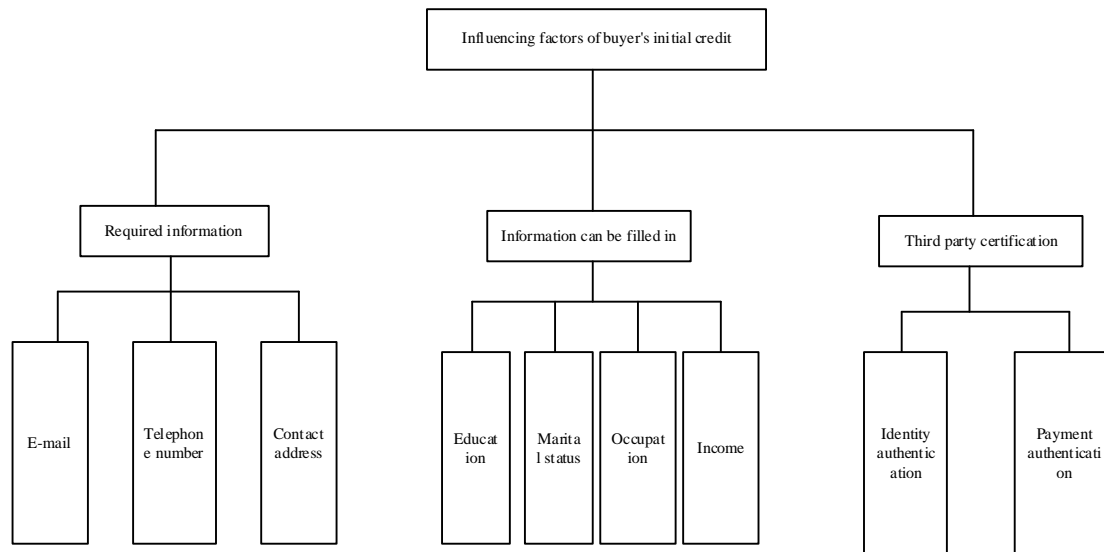 Influencing factors of buyer's initial credit
Required information
Information can be filled in
Third party certification
E-mail
Telephon
e number
Contact
address
Educat
ion
Marita
l status
Occupat
ion
Income
Identity
authentic
ation
Payment
authenticati
on